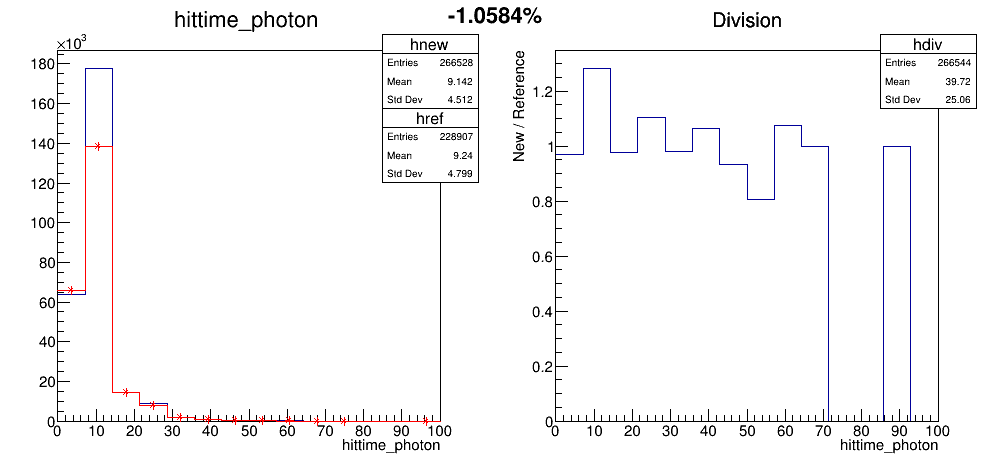 hittime_photon
-1.0584%
Division
×10³
hnew
Entries 266528
Mean 9.142
Std Dev 4.512
href
Entries 228907
Mean 9.24
Std Dev 4.799
180
160
140
120
100
80
60
40
20
0
0 10 20 30 40 50 60 70 80 90 100
hittime_photon
hdiv
Entries 266544
Mean 39.72
Std Dev 25.06
New / Reference
1.2
1
0.8
0.6
0.4
0.2
0
0 10 20 30 40 50 60 70 80 90 100
hittime_photon